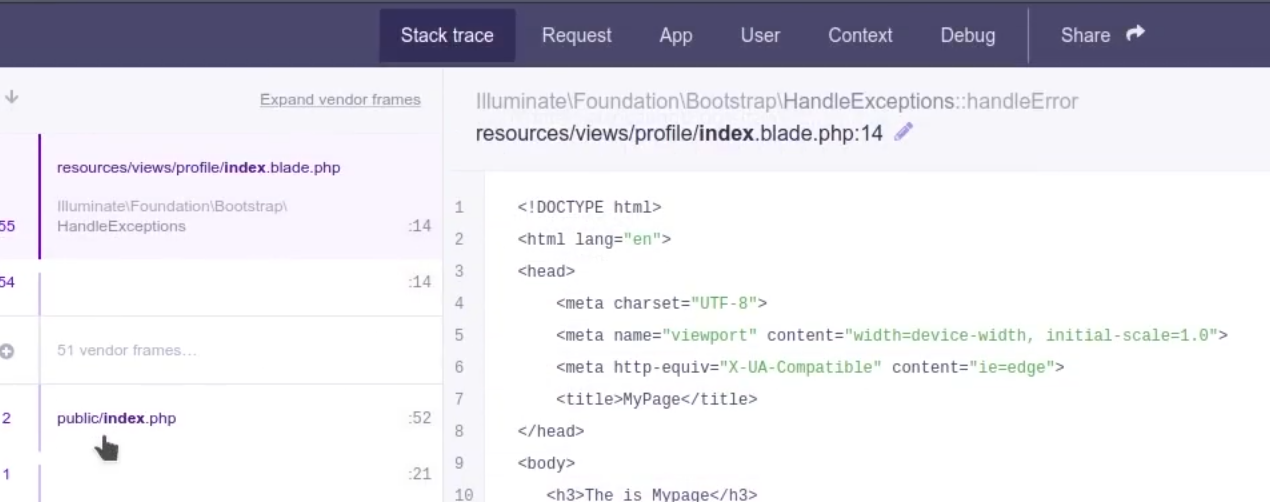 Stack trace Request App User Context Debug Share
Expand vendor frames
resources/views/profile/index.blade.php
Illuminate\Foundation\Bootstrap\
55 HandleExceptions :14
54 :14
51 vendor frames…
2 public/index.php :52
1 :21
Illuminate\Foundation\Bootstrap\HandleExceptions::handleError
resources/views/profile/index.blade.php:14
1 <!DOCTYPE html>
2 <html lang="en">
3 <head>
4 <meta charset="UTF-8">
5 <meta name="viewport" content="width=device-width, initial-scale=1.0">
6 <meta http-equiv="X-UA-Compatible" content="ie=edge">
7 <title>MyPage</title>
8 </head>
9 <body>
10 <h3>The is Mypage</h3>